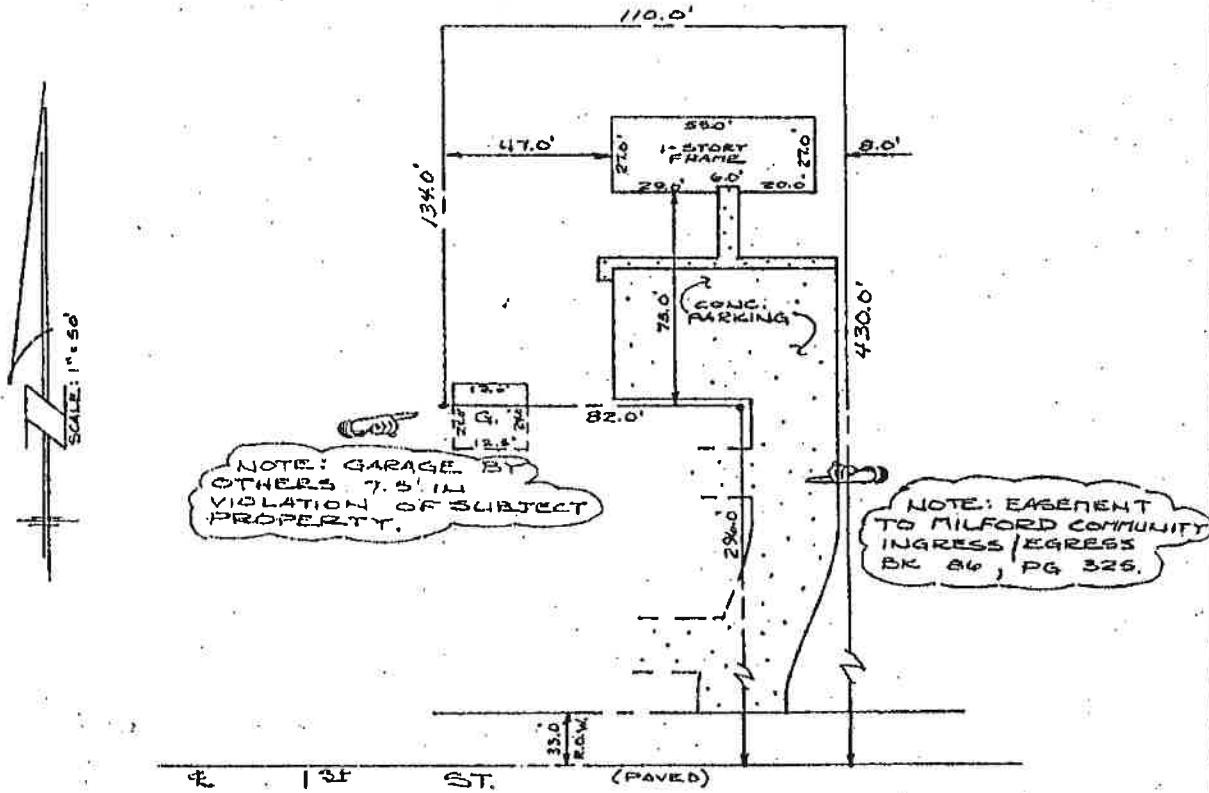 110.0'
SCALE: 1" = 50'
134.0'
47.0'
55.0'
1-STORY
FRAME
27.0'
27.0'
8.0'
6.0'
29.0'
20.0'
75.0'
CONC.
PARKING
430.0'
82.0'
G.
NOTE: GARAGE BY
OTHERS 7.5' IN
VIOLATION OF SUBJECT
PROPERTY.
296.0'
NOTE: EASEMENT
TO MILFORD COMMUNITY
INGRESS/EGRESS
BK 86, PG 325.
33.0'
R.O.W.
℄ 1ST ST. (PAVED)